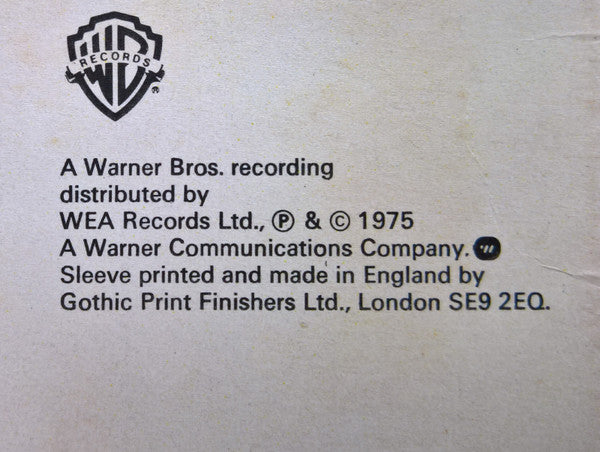 WB
RECORDS
®
A Warner Bros. recording
distributed by
WEA Records Ltd., Ⓟ & © 1975
A Warner Communications Company.
Sleeve printed and made in England by
Gothic Print Finishers Ltd., London SE9 2EQ.